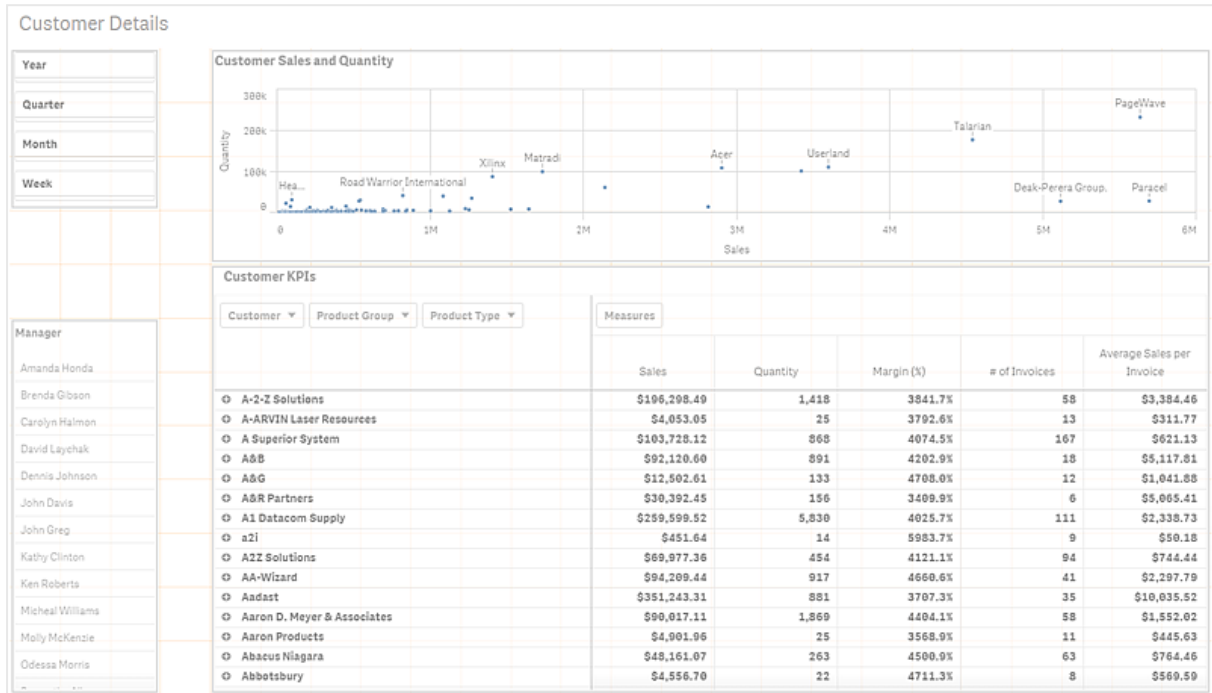 Customer Details
Year
Quarter
Month
Week
Customer Sales and Quantity
Quantity
300k
200k
100k
0
PageWave
Talarian
Acer
Userland
Xilinx
Matradi
Hea...
Road Warrior International
Deak-Perera Group.
Paracel
0 1M 2M 3M 4M 5M 6M
Sales
Manager
Amanda Honda
Brenda Gibson
Carolyn Halmon
David Laychak
Dennis Johnson
John Davis
John Greg
Kathy Clinton
Ken Roberts
Micheal Williams
Molly McKenzie
Odessa Morris
Customer KPIs
Customer Product Group Product Type Measures
Sales Quantity Margin (%) # of Invoices Average Sales per Invoice
A-2-Z Solutions $196,298.49 1,418 3841.7% 58 $3,384.46
A-ARVIN Laser Resources $4,053.05 25 3792.6% 13 $311.77
A Superior System $103,728.12 868 4074.5% 167 $621.13
A&B $92,120.60 891 4202.9% 18 $5,117.81
A&G $12,502.61 133 4708.0% 12 $1,041.88
A&R Partners $30,392.45 156 3409.9% 6 $5,065.41
A1 Datacom Supply $259,599.52 5,830 4025.7% 111 $2,338.73
a2i $451.64 14 5983.7% 9 $50.18
A2Z Solutions $69,977.36 454 4121.1% 94 $744.44
AA-Wizard $94,209.44 917 4660.6% 41 $2,297.79
Aadast $351,243.31 881 3707.3% 35 $10,035.52
Aaron D. Meyer & Associates $90,017.11 1,869 4404.1% 58 $1,552.02
Aaron Products $4,901.96 25 3568.9% 11 $445.63
Abacus Niagara $48,161.07 263 4500.9% 63 $764.46
Abbotsbury $4,556.70 22 4711.3% 8 $569.59